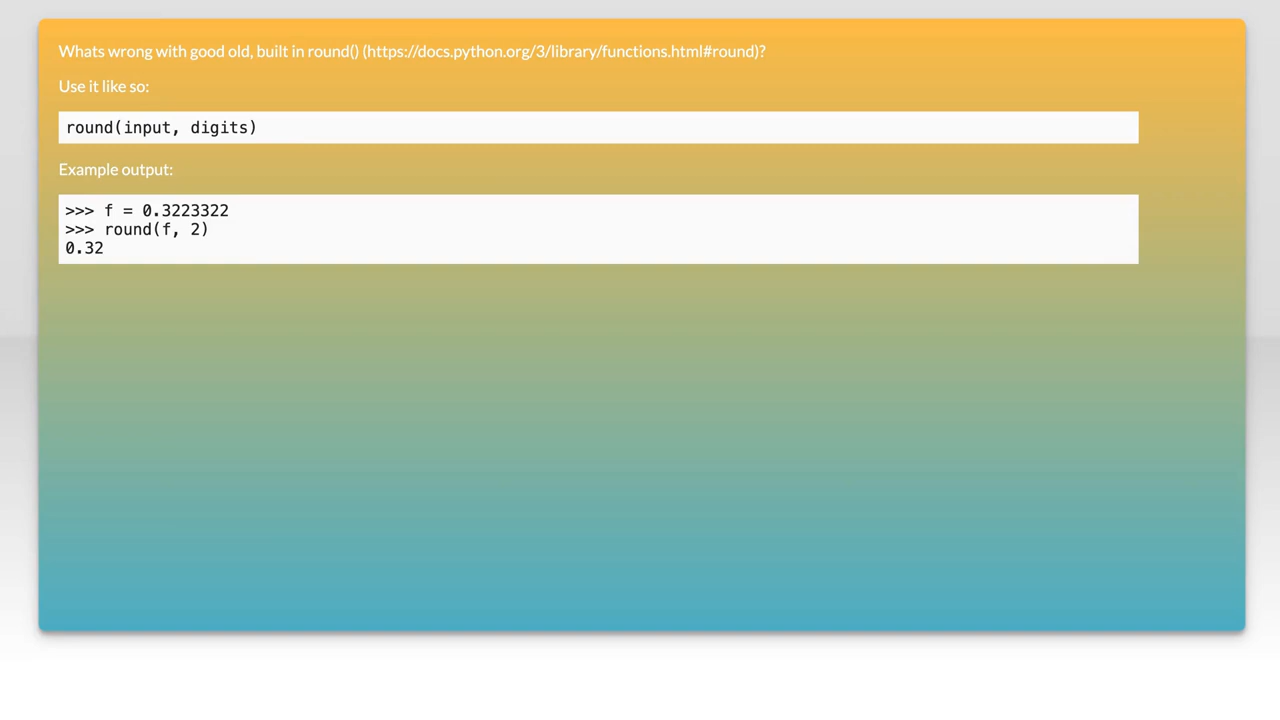 Whats wrong with good old, built in round() (https://docs.python.org/3/library/functions.html#round)?
Use it like so:
round(input, digits)
Example output:
>>> f = 0.3223322
>>> round(f, 2)
0.32